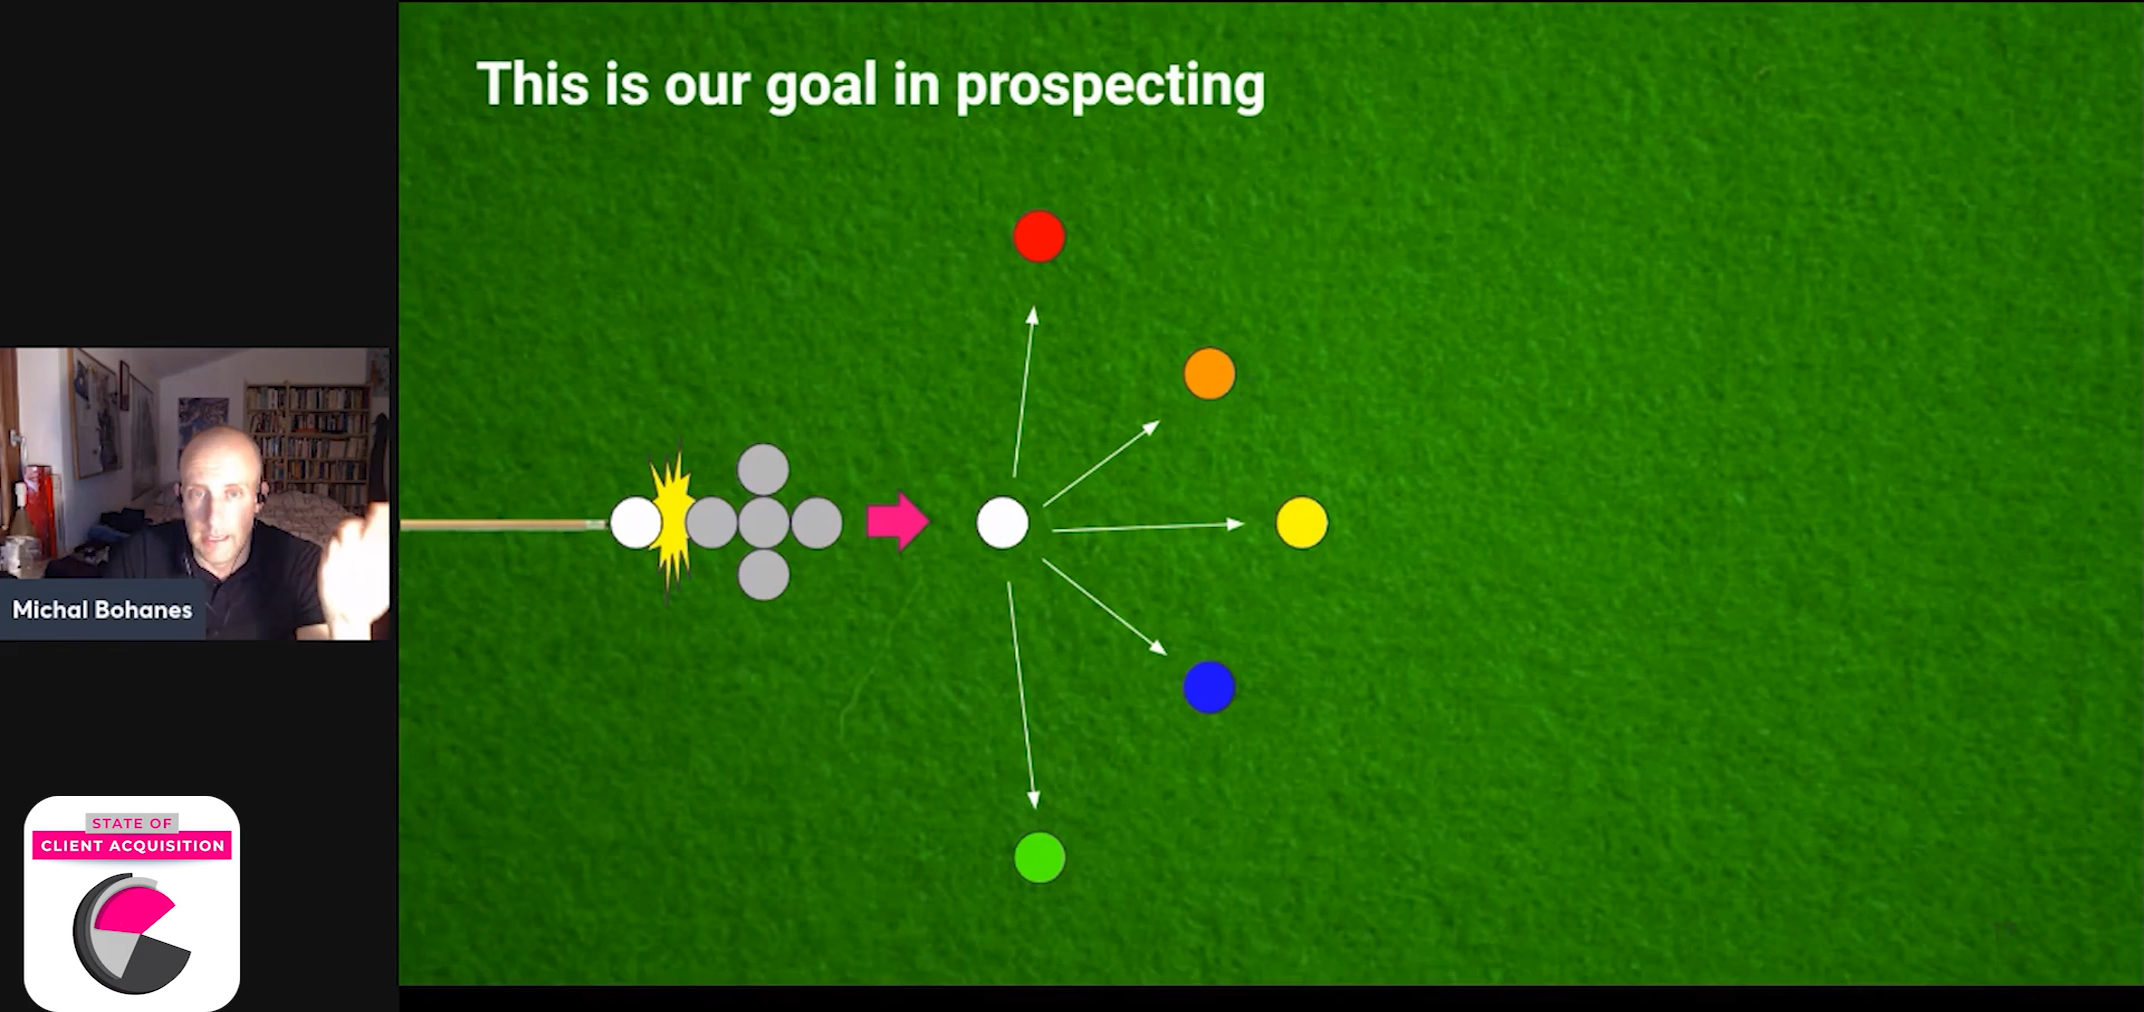 This is our goal in prospecting
Michal Bohanes
STATE OF
CLIENT ACQUISITION